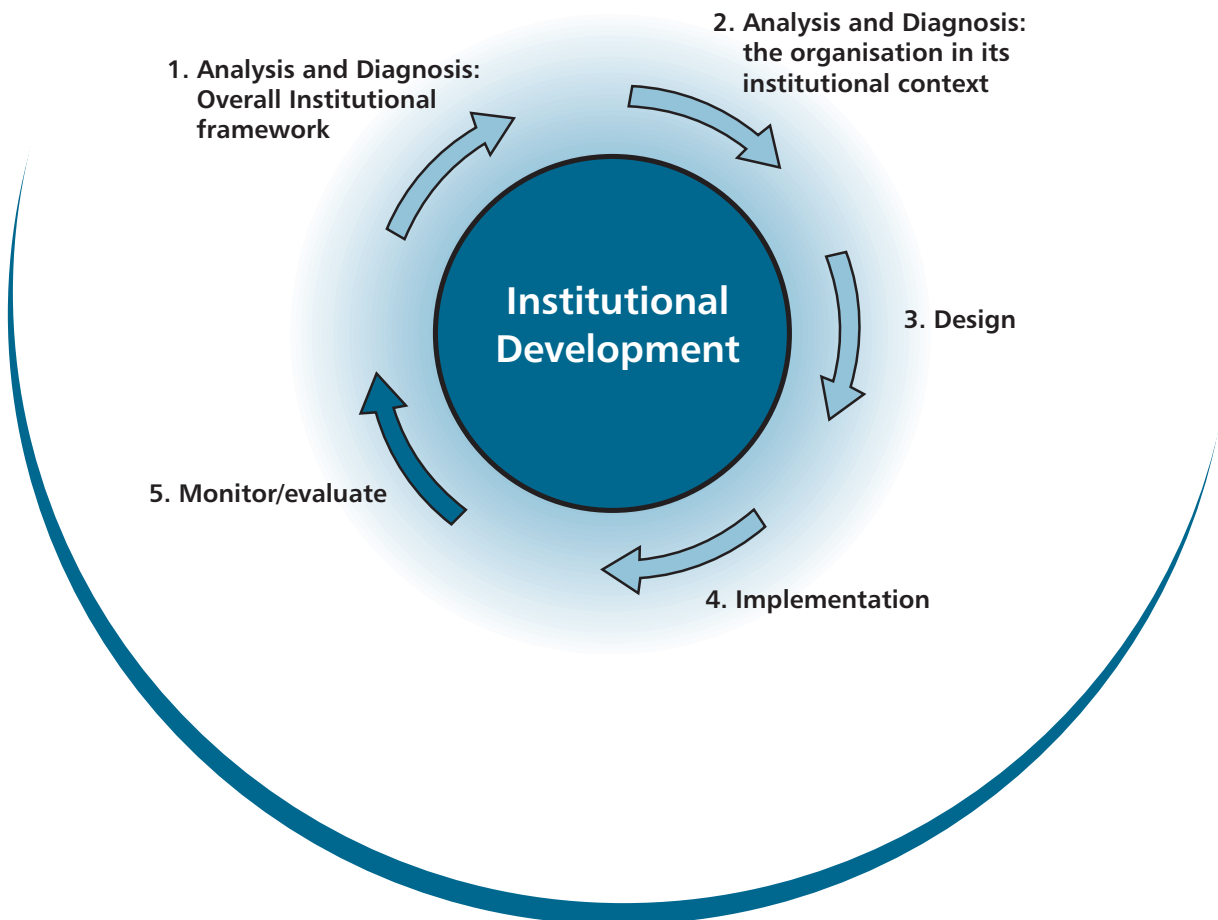 1. Analysis and Diagnosis:
Overall Institutional
framework
2. Analysis and Diagnosis:
the organisation in its
institutional context
Institutional
Development
3. Design
4. Implementation
5. Monitor/evaluate